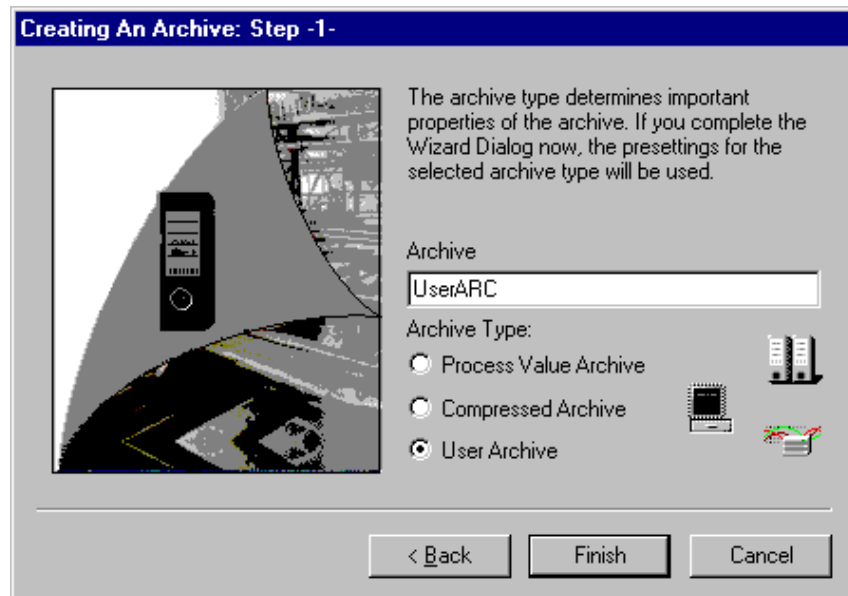 Creating An Archive: Step -1-
The archive type determines important
properties of the archive. If you complete the
Wizard Dialog now, the presettings for the
selected archive type will be used.
Archive
UserARC
Archive Type:
Process Value Archive
Compressed Archive
User Archive
< Back
Finish
Cancel